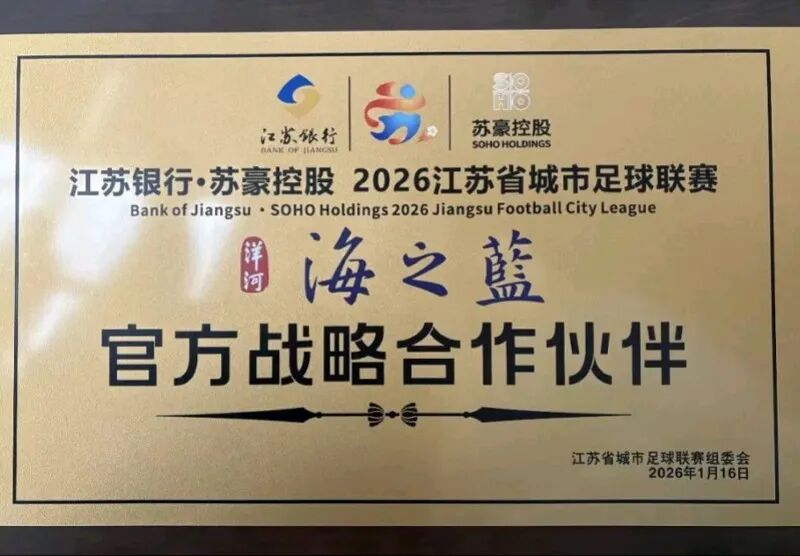 江苏银行
BANK OF JIANGSU
SOHO
苏豪控股
SOHO HOLDINGS
江苏银行·苏豪控股 2026江苏省城市足球联赛
Bank of Jiangsu · SOHO Holdings 2026 Jiangsu Football City League
洋河 海之藍
官方战略合作伙伴
江苏省城市足球联赛组委会
2026年1月16日